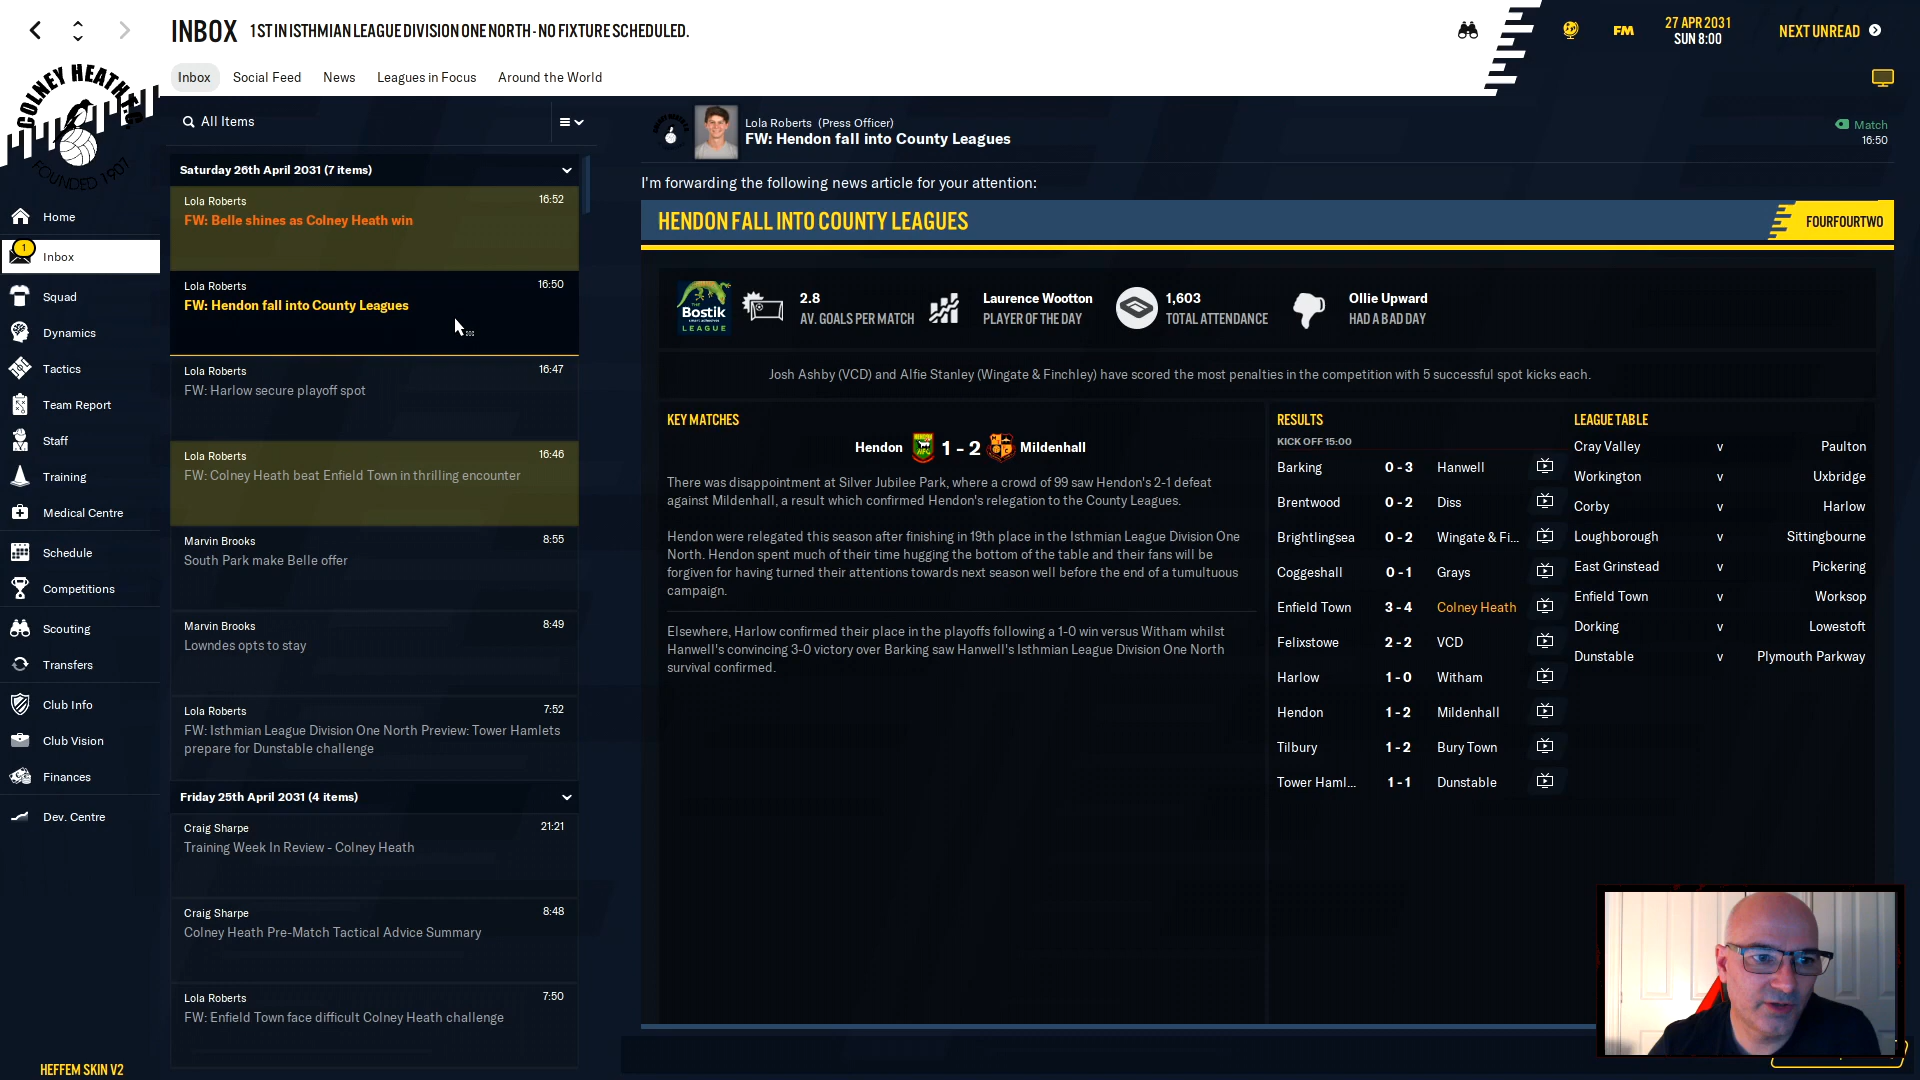 INBOX 1ST IN ISTHMIAN LEAGUE DIVISION ONE NORTH - NO FIXTURE SCHEDULED.
FM
27 APR 2031
SUN 8:00
NEXT UNREAD
Inbox Social Feed News Leagues in Focus Around the World
COLNEY HEATH
FOUNDED 1907
1
Home
Inbox
Squad
Dynamics
Tactics
Team Report
Staff
Training
Medical Centre
Schedule
Competitions
Scouting
Transfers
Club Info
Club Vision
Finances
Dev. Centre
HEFFEM SKIN V2
All Items
Saturday 26th April 2031 (7 items)
Lola Roberts 16:52
FW: Belle shines as Colney Heath win
Lola Roberts 16:50
FW: Hendon fall into County Leagues
Lola Roberts 16:47
FW: Harlow secure playoff spot
Lola Roberts 16:46
FW: Colney Heath beat Enfield Town in thrilling encounter
Marvin Brooks 8:55
South Park make Belle offer
Marvin Brooks 8:49
Lowndes opts to stay
Lola Roberts 7:52
FW: Isthmian League Division One North Preview: Tower Hamlets
prepare for Dunstable challenge
Friday 25th April 2031 (4 items)
Craig Sharpe 21:21
Training Week In Review - Colney Heath
Craig Sharpe 8:48
Colney Heath Pre-Match Tactical Advice Summary
Lola Roberts 7:50
FW: Enfield Town face difficult Colney Heath challenge
Lola Roberts (Press Officer)
FW: Hendon fall into County Leagues
Match
16:50
I'm forwarding the following news article for your attention:
HENDON FALL INTO COUNTY LEAGUES
FOURFOURTWO
THE
Bostik
LEAGUE
2.8
AV. GOALS PER MATCH
Laurence Wootton
PLAYER OF THE DAY
1,603
TOTAL ATTENDANCE
Ollie Upward
HAD A BAD DAY
Josh Ashby (VCD) and Alfie Stanley (Wingate & Finchley) have scored the most penalties in the competition with 5 successful spot kicks each.
KEY MATCHES
Hendon 1 - 2 Mildenhall
There was disappointment at Silver Jubilee Park, where a crowd of 99 saw Hendon's 2-1 defeat
against Mildenhall, a result which confirmed Hendon's relegation to the County Leagues.
Hendon were relegated this season after finishing in 19th place in the Isthmian League Division One
North. Hendon spent much of their time hugging the bottom of the table and their fans will be
forgiven for having turned their attentions towards next season well before the end of a tumultuous
campaign.
Elsewhere, Harlow confirmed their place in the playoffs following a 1-0 win versus Witham whilst
Hanwell's convincing 3-0 victory over Barking saw Hanwell's Isthmian League Division One North
survival confirmed.
RESULTS
KICK OFF 15:00
Barking 0 - 3 Hanwell
Brentwood 0 - 2 Diss
Brightlingsea 0 - 2 Wingate & Fi...
Coggeshall 0 - 1 Grays
Enfield Town 3 - 4 Colney Heath
Felixstowe 2 - 2 VCD
Harlow 1 - 0 Witham
Hendon 1 - 2 Mildenhall
Tilbury 1 - 2 Bury Town
Tower Haml... 1 - 1 Dunstable
LEAGUE TABLE
Cray Valley v Paulton
Workington v Uxbridge
Corby v Harlow
Loughborough v Sittingbourne
East Grinstead v Pickering
Enfield Town v Worksop
Dorking v Lowestoft
Dunstable v Plymouth Parkway